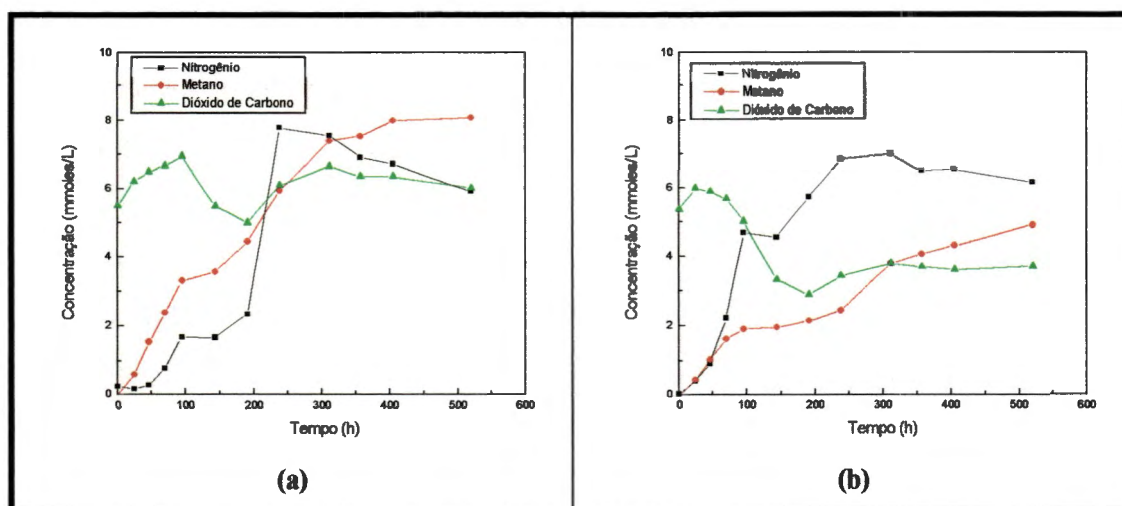 10
8
6
4
2
0
Concentração (mmoles/L)
Nitrogênio
Metano
Dióxido de Carbono
0 100 200 300 400 500 600
Tempo (h)
(a)
10
8
6
4
2
0
Concentração (mmoles/L)
Nitrogênio
Metano
Dióxido de Carbono
0 100 200 300 400 500 600
Tempo (h)
(b)